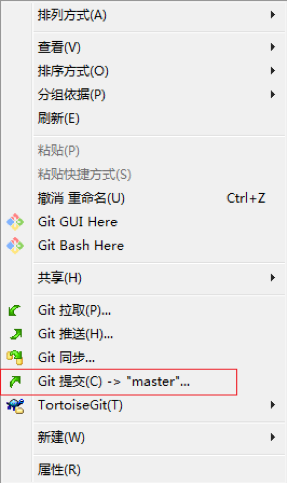 排列方式(A)
查看(V)
排序方式(O)
分组依据(P)
刷新(E)
粘贴(P)
粘贴快捷方式(S)
撤消 重命名(U) Ctrl+Z
Git GUI Here
Git Bash Here
共享(H)
Git 拉取(P)...
Git 推送(H)...
Git 同步...
Git 提交(C) -> "master"...
TortoiseGit(T)
新建(W)
属性(R)